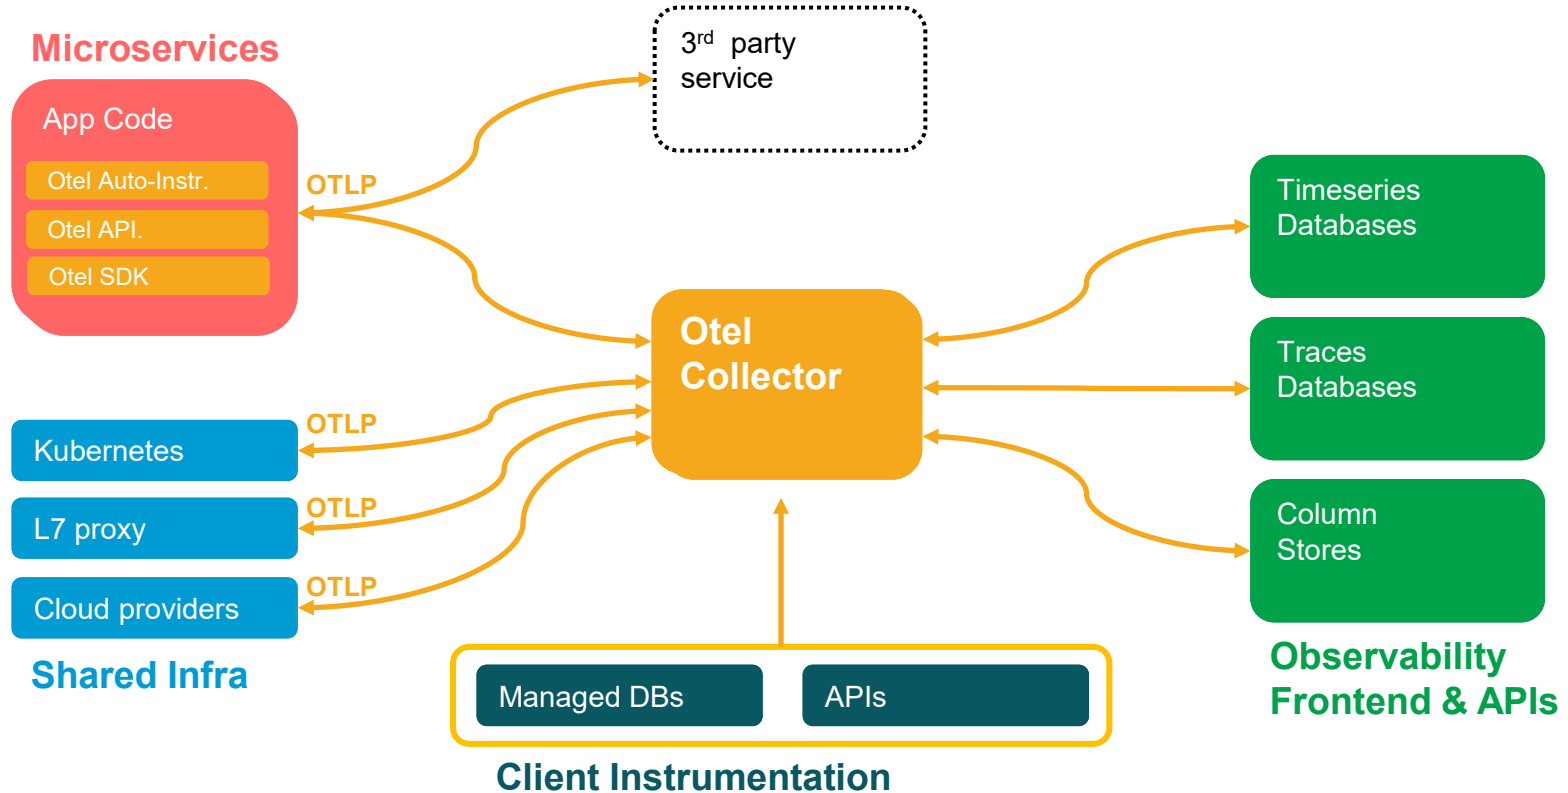 Microservices
App Code
Otel Auto-Instr.
Otel API.
Otel SDK
OTLP
3rd party
service
Otel
Collector
Timeseries
Databases
Traces
Databases
Column
Stores
Observability
Frontend & APIs
OTLP
Kubernetes
OTLP
L7 proxy
OTLP
Cloud providers
Shared Infra
Managed DBs
APIs
Client Instrumentation